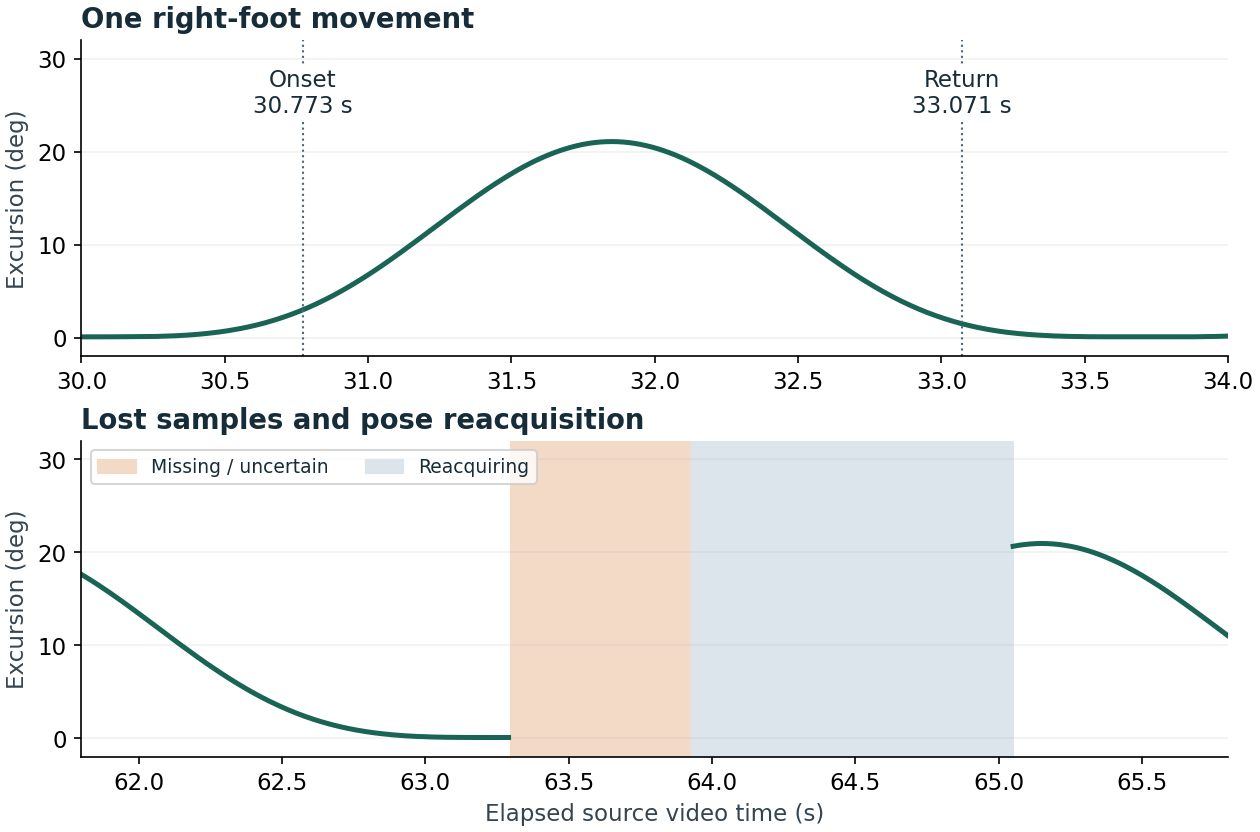 One right-foot movement
Excursion (deg)
30
20
10
0
Onset
30.773 s
Return
33.071 s
30.0 30.5 31.0 31.5 32.0 32.5 33.0 33.5 34.0
Lost samples and pose reacquisition
Excursion (deg)
30
20
10
0
Missing / uncertain Reacquiring
62.0 62.5 63.0 63.5 64.0 64.5 65.0 65.5
Elapsed source video time (s)